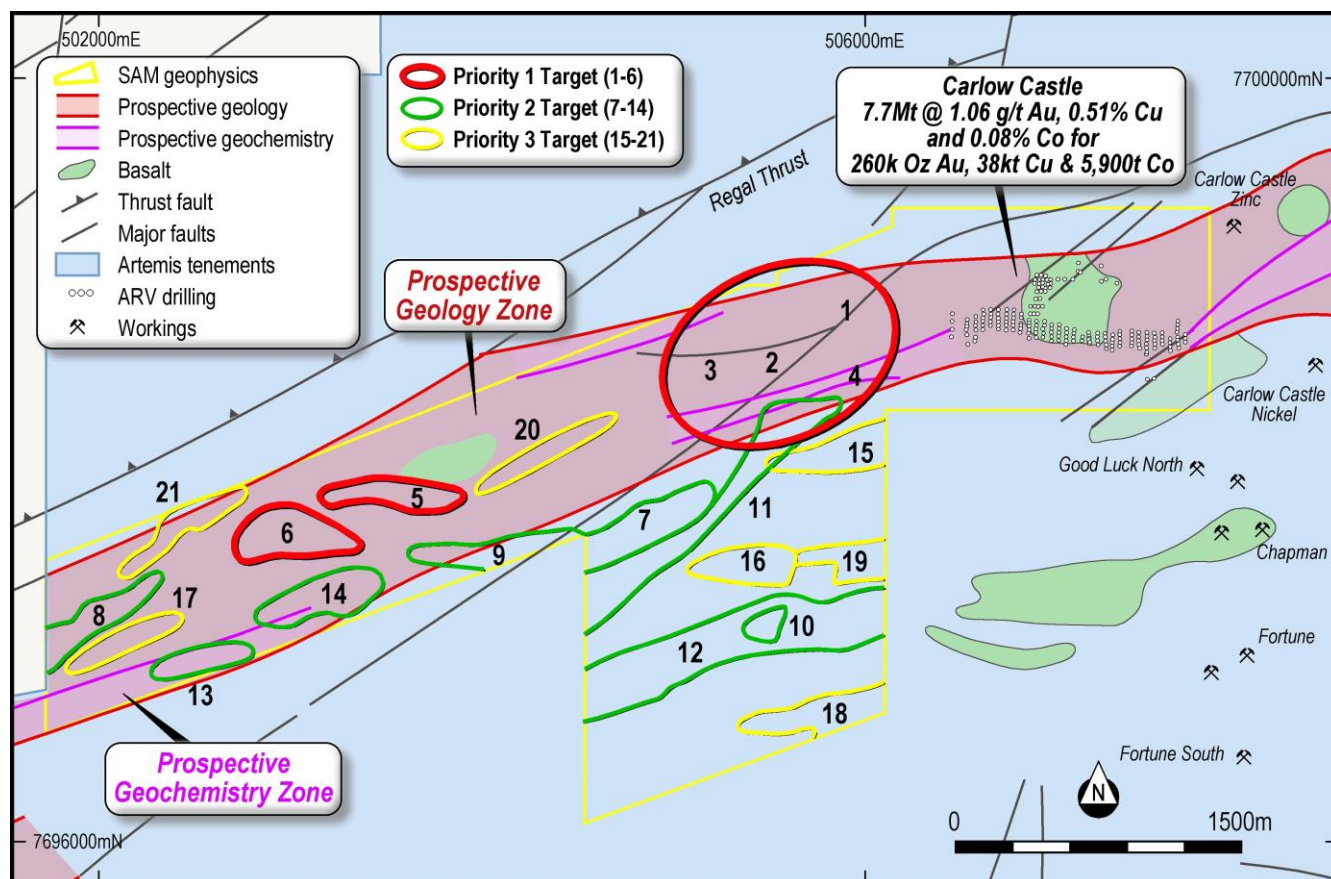 502000mE
506000mE
7700000mN
SAM geophysics
Prospective geology
Prospective geochemistry
Basalt
Thrust fault
Major faults
Artemis tenements
ARV drilling
Workings
Priority 1 Target (1-6)
Priority 2 Target (7-14)
Priority 3 Target (15-21)
Carlow Castle
7.7Mt @ 1.06 g/t Au, 0.51% Cu
and 0.08% Co for
260k Oz Au, 38kt Cu & 5,900t Co
Regal Thrust
Carlow Castle
Zinc
Prospective
Geology Zone
1
2
3
4
Carlow Castle
Nickel
20
15
Good Luck North
21
5
6
7
11
9
16
19
Chapman
8
17
14
10
12
Fortune
13
18
Prospective
Geochemistry Zone
Fortune South
N
7696000mN
0
1500m